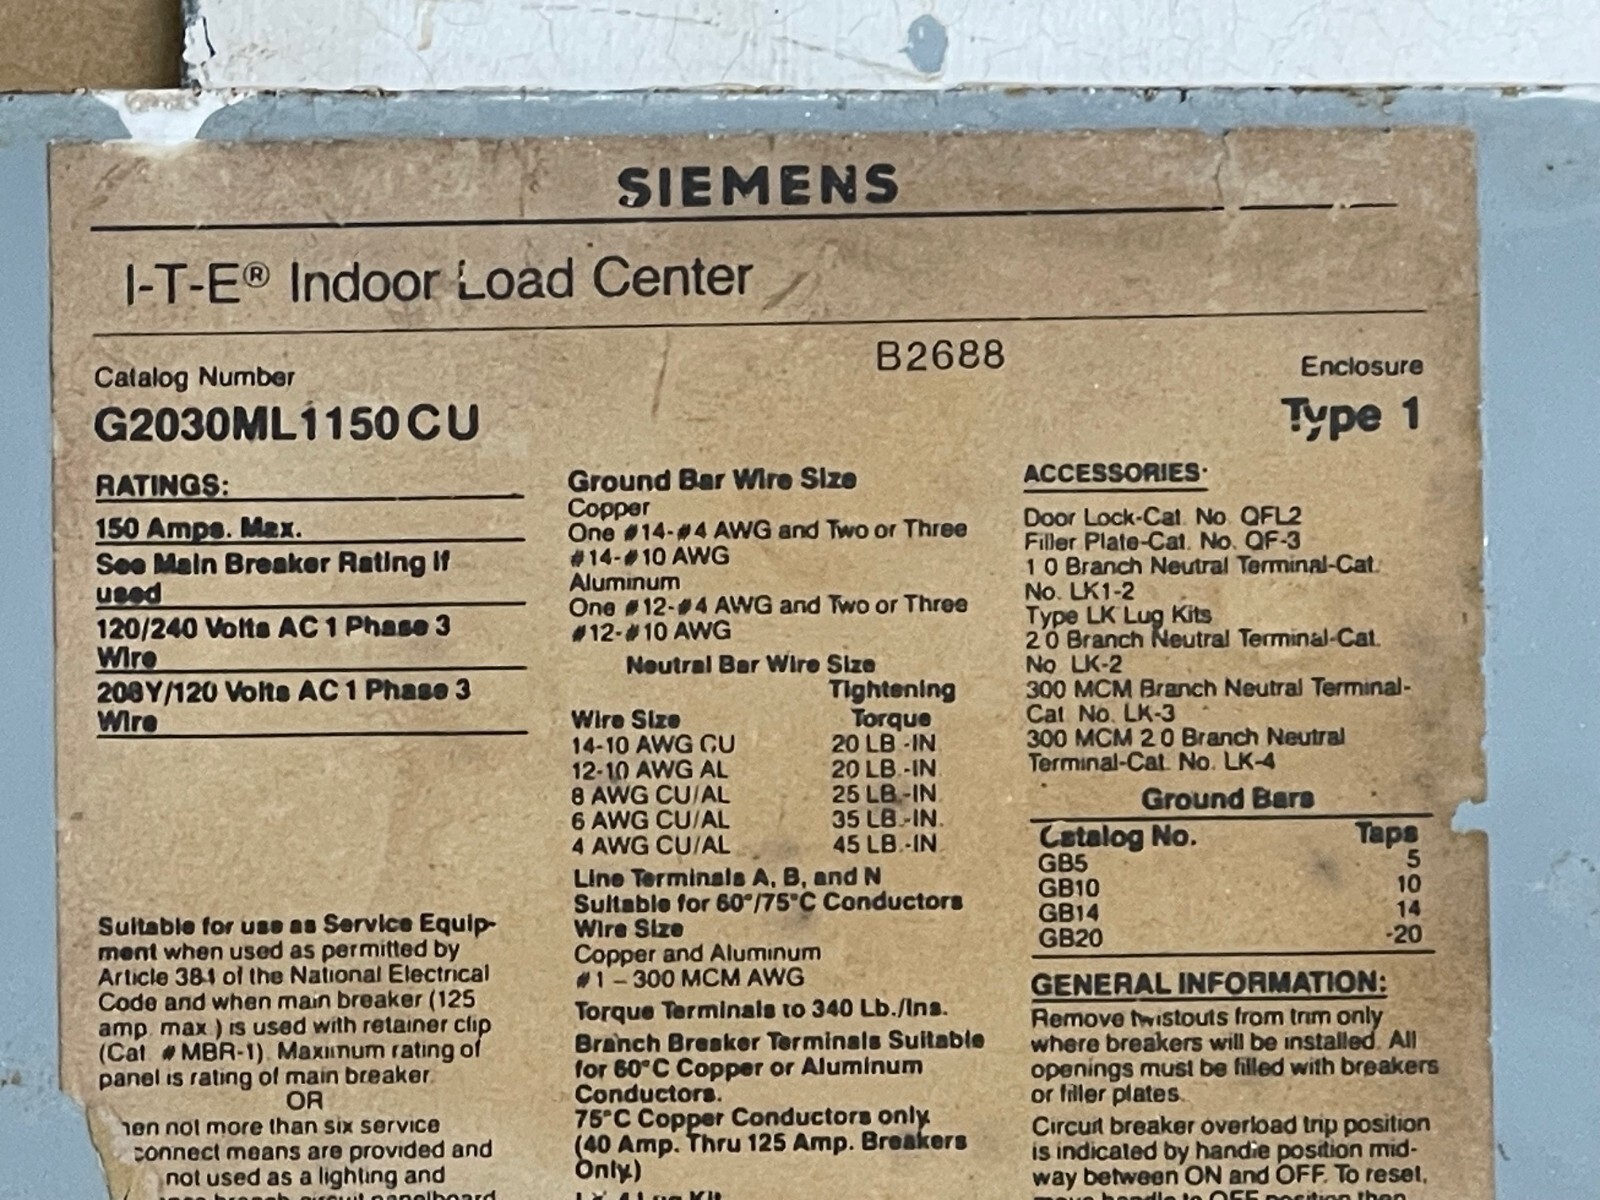 SIEMENS
I-T-E® Indoor Load Center
B2688
Catalog Number
G2030ML1150CU
Enclosure
Type 1
RATINGS:
150 Amps. Max.
See Main Breaker Rating If
used
120/240 Volts AC 1 Phase 3
Wire
208Y/120 Volts AC 1 Phase 3
Wire
Suitable for use as Service Equip-
ment when used as permitted by
Article 384 of the National Electrical
Code and when main breaker (125
amp. max.) is used with retainer clip
(Cat. #MBR-1). Maximum rating of
panel is rating of main breaker.
OR
hen not more than six service
connect means are provided and
not used as a lighting and
branch circuit panelboard
Ground Bar Wire Size
Copper
One #14-#4 AWG and Two or Three
#14-#10 AWG
Aluminum
One #12-#4 AWG and Two or Three
#12-#10 AWG
Neutral Bar Wire Size
Tightening
Wire Size Torque
14-10 AWG CU 20 LB.-IN.
12-10 AWG AL 20 LB.-IN.
8 AWG CU/AL 25 LB.-IN.
6 AWG CU/AL 35 LB.-IN.
4 AWG CU/AL 45 LB.-IN.
Line Terminals A, B, and N
Suitable for 60°/75°C Conductors
Wire Size
Copper and Aluminum
#1 – 300 MCM AWG
Torque Terminals to 340 Lb./Ins.
Branch Breaker Terminals Suitable
for 60°C Copper or Aluminum
Conductors.
75°C Copper Conductors only
(40 Amp. Thru 125 Amp. Breakers
Only.)
Lug Kit
ACCESSORIES:
Door Lock-Cat. No. QFL2
Filler Plate-Cat. No. QF-3
1 0 Branch Neutral Terminal-Cat.
No. LK1-2
Type LK Lug Kits
2 0 Branch Neutral Terminal-Cat.
No. LK-2
300 MCM Branch Neutral Terminal-
Cat. No. LK-3
300 MCM 2 0 Branch Neutral
Terminal-Cat. No. LK-4
Ground Bars
Catalog No. Taps
GB5 5
GB10 10
GB14 14
GB20 -20
GENERAL INFORMATION:
Remove twistouts from trim only
where breakers will be installed. All
openings must be filled with breakers
or filler plates.
Circuit breaker overload trip position
is indicated by handle position mid-
way between ON and OFF. To reset,
move handle to OFF position then